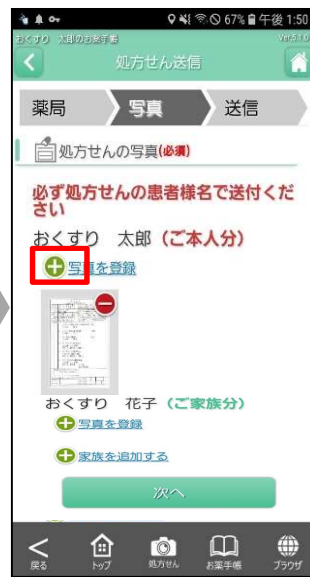 67% 午後 1:50
おくすり 太郎のお薬手帳 Ver.5.1.0
処方せん送信
薬局 写真 送信
処方せんの写真(必須)
必ず処方せんの患者様名で送付くだ
さい
おくすり 太郎(ご本人分)
写真を登録
おくすり 花子(ご家族分)
写真を登録
家族を追加する
次へ
戻る トップ 処方せん お薬手帳 ブラウザ